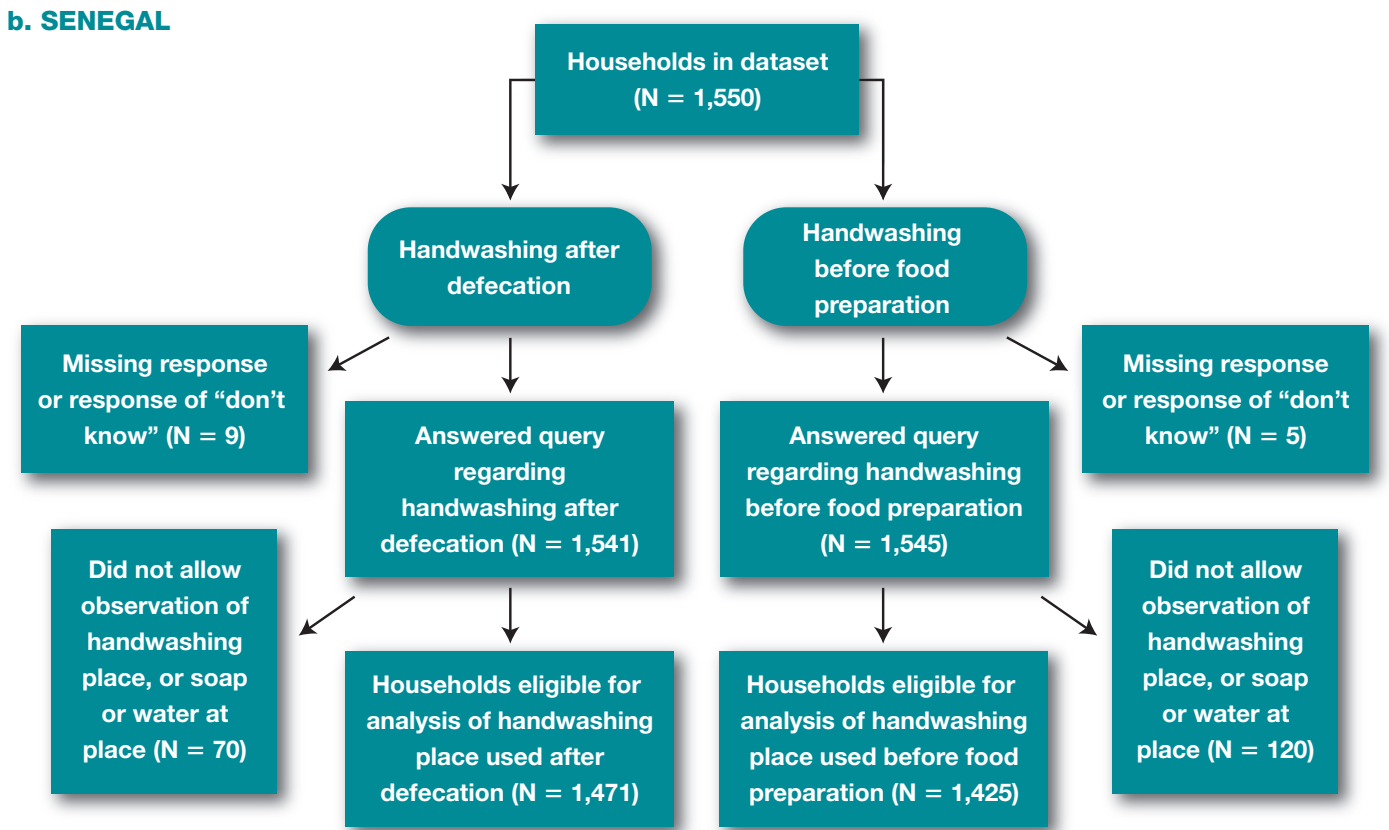 b. SENEGAL
Households in dataset
(N = 1,550)
Handwashing after
defecation
Handwashing
before food
preparation
Missing response
or response of “don’t
know” (N = 9)
Answered query
regarding
handwashing after
defecation (N = 1,541)
Answered query
regarding handwashing
before food preparation
(N = 1,545)
Missing response
or response of “don’t
know” (N = 5)
Did not allow
observation of
handwashing
place, or soap
or water at
place (N = 70)
Households eligible for
analysis of handwashing
place used after
defecation (N = 1,471)
Households eligible for
analysis of handwashing
place used before food
preparation (N = 1,425)
Did not allow
observation of
handwashing
place, or soap
or water at
place (N = 120)